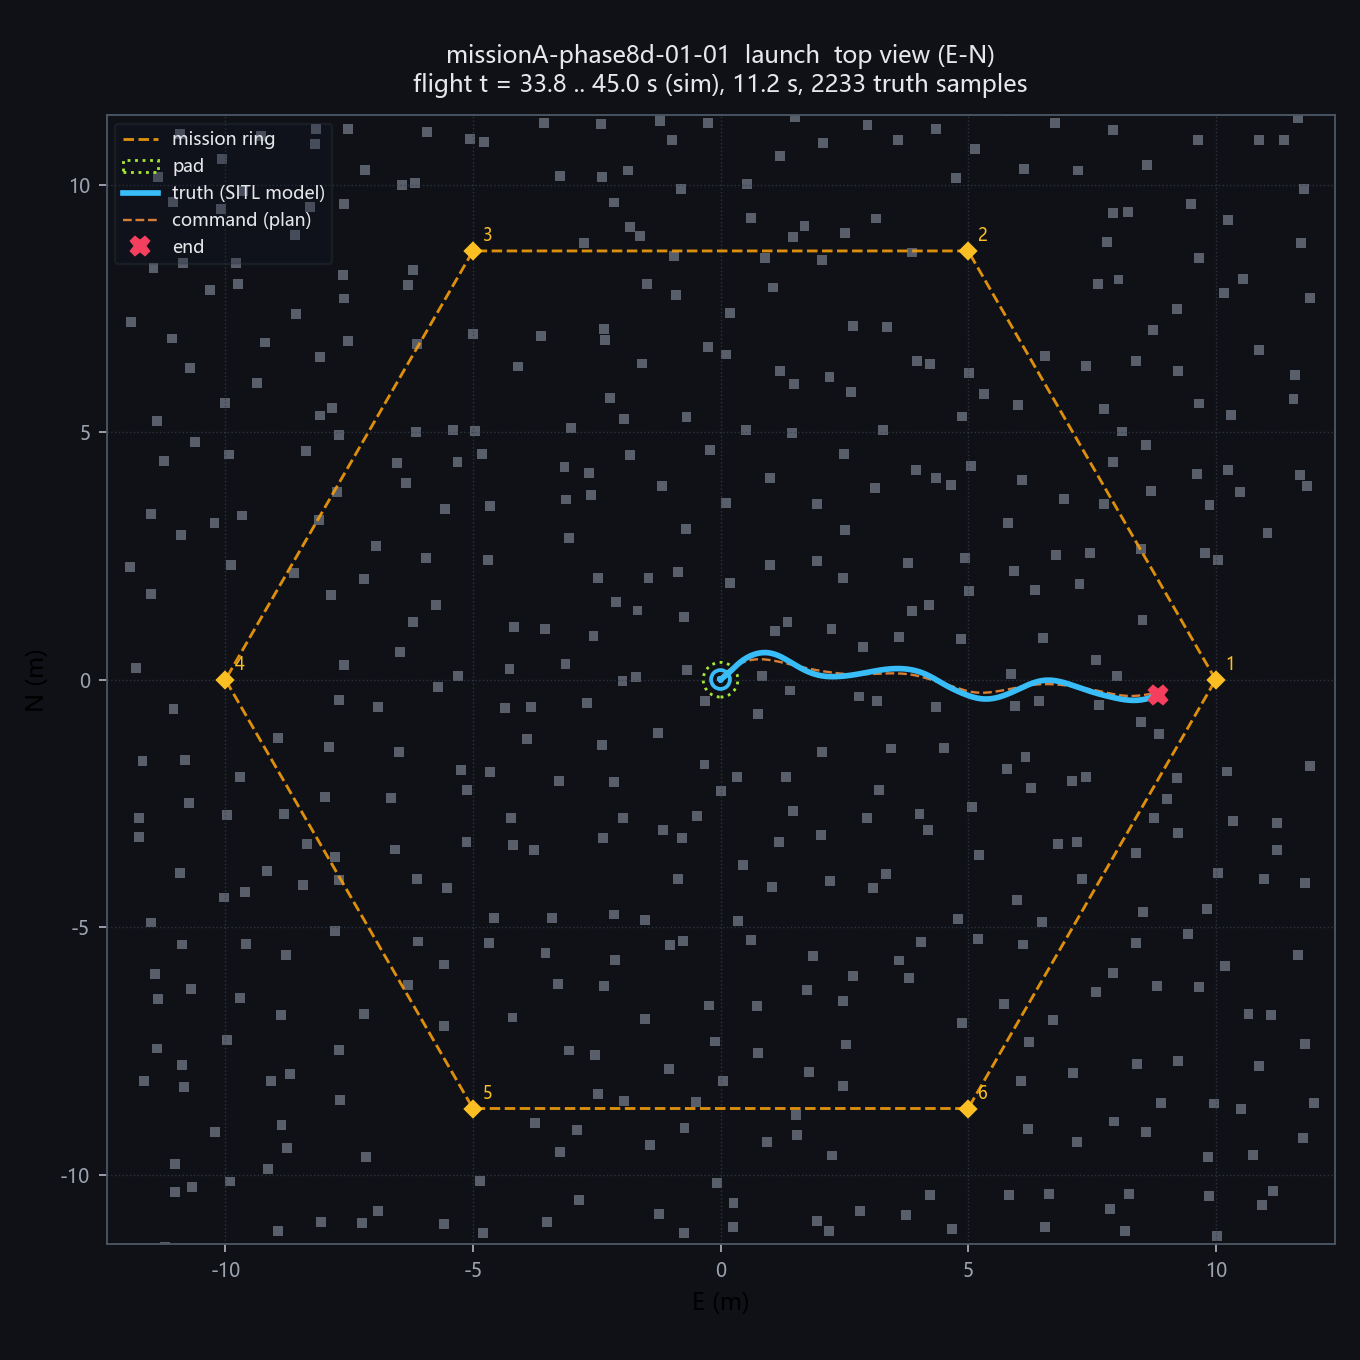 missionA-phase8d-01-01 launch top view (E-N)
flight t = 33.8 .. 45.0 s (sim), 11.2 s, 2233 truth samples
mission ring
pad
truth (SITL model)
command (plan)
end
3
2
4
1
5
6
10
5
0
-5
-10
N (m)
-10
-5
0
5
10
E (m)